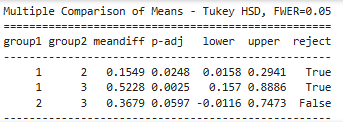 Multiple Comparison of Means - Tukey HSD, FWER=0.05
====================================================
group1 group2 meandiff p-adj   lower   upper  reject
----------------------------------------------------
     1      2   0.1549 0.0248  0.0158 0.2941   True
     1      3   0.5228 0.0025   0.157 0.8886   True
     2      3   0.3679 0.0597 -0.0116 0.7473  False
----------------------------------------------------